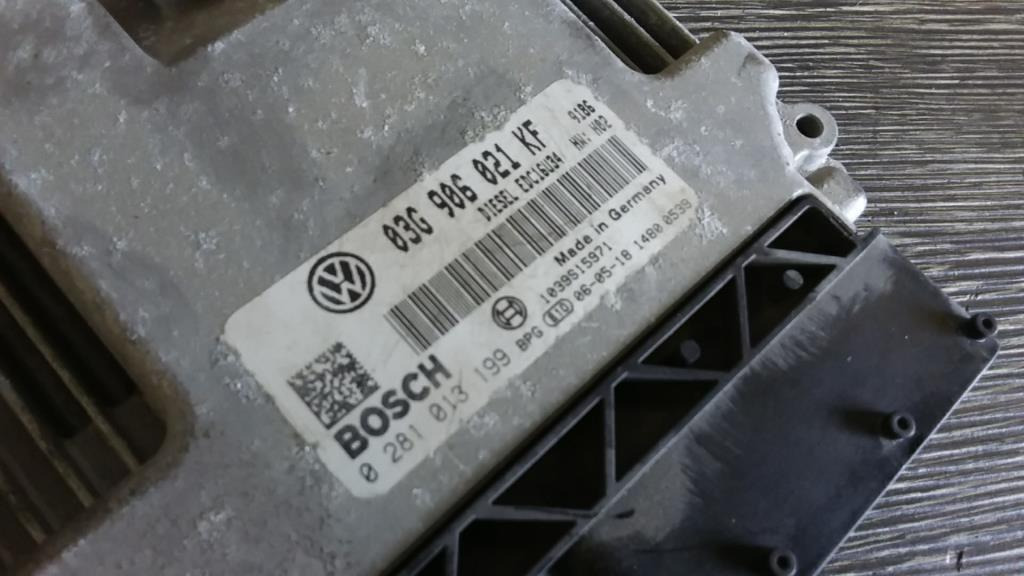 03G 906 021 KF 9186
DIESEL EDC16U34 HW: H02
Made in Germany
1039S15971
BPG 06-05-18 1480 0539
BOSCH
0 281 013 199